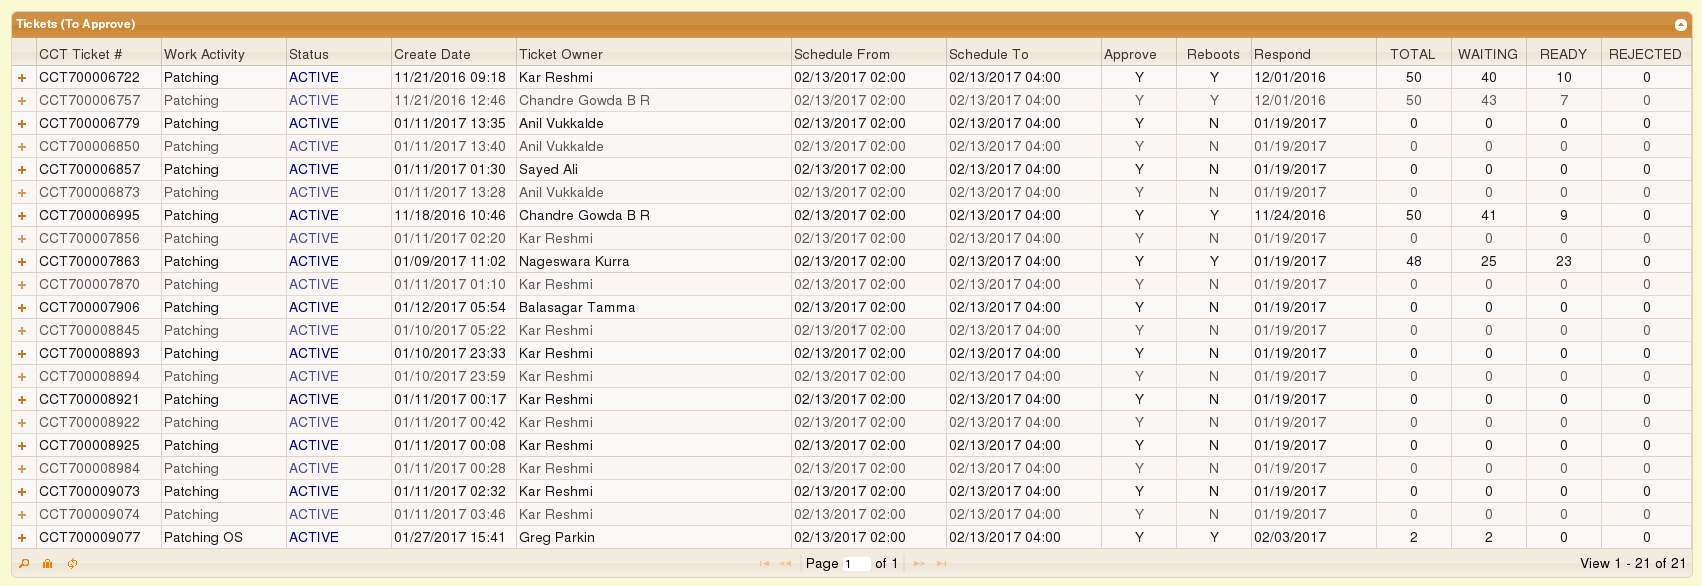 Tickets (To Approve)
CCT Ticket # Work Activity Status Create Date Ticket Owner Schedule From Schedule To Approve Reboots Respond TOTAL WAITING READY REJECTED
CCT700006722 Patching ACTIVE 11/21/2016 09:18 Kar Reshmi 02/13/2017 02:00 02/13/2017 04:00 Y Y 12/01/2016 50 40 10 0
CCT700006757 Patching ACTIVE 11/21/2016 12:46 Chandre Gowda B R 02/13/2017 02:00 02/13/2017 04:00 Y Y 12/01/2016 50 43 7 0
CCT700006779 Patching ACTIVE 01/11/2017 13:35 Anil Vukkalde 02/13/2017 02:00 02/13/2017 04:00 Y N 01/19/2017 0 0 0 0
CCT700006850 Patching ACTIVE 01/11/2017 13:40 Anil Vukkalde 02/13/2017 02:00 02/13/2017 04:00 Y N 01/19/2017 0 0 0 0
CCT700006857 Patching ACTIVE 01/11/2017 01:30 Sayed Ali 02/13/2017 02:00 02/13/2017 04:00 Y N 01/19/2017 0 0 0 0
CCT700006873 Patching ACTIVE 01/11/2017 13:28 Anil Vukkalde 02/13/2017 02:00 02/13/2017 04:00 Y N 01/19/2017 0 0 0 0
CCT700006995 Patching ACTIVE 11/18/2016 10:46 Chandre Gowda B R 02/13/2017 02:00 02/13/2017 04:00 Y Y 11/24/2016 50 41 9 0
CCT700007856 Patching ACTIVE 01/11/2017 02:20 Kar Reshmi 02/13/2017 02:00 02/13/2017 04:00 Y N 01/19/2017 0 0 0 0
CCT700007863 Patching ACTIVE 01/09/2017 11:02 Nageswara Kurra 02/13/2017 02:00 02/13/2017 04:00 Y Y 01/19/2017 48 25 23 0
CCT700007870 Patching ACTIVE 01/11/2017 01:10 Kar Reshmi 02/13/2017 02:00 02/13/2017 04:00 Y N 01/19/2017 0 0 0 0
CCT700007906 Patching ACTIVE 01/12/2017 05:54 Balasagar Tamma 02/13/2017 02:00 02/13/2017 04:00 Y N 01/19/2017 0 0 0 0
CCT700008845 Patching ACTIVE 01/10/2017 05:22 Kar Reshmi 02/13/2017 02:00 02/13/2017 04:00 Y N 01/19/2017 0 0 0 0
CCT700008893 Patching ACTIVE 01/10/2017 23:33 Kar Reshmi 02/13/2017 02:00 02/13/2017 04:00 Y N 01/19/2017 0 0 0 0
CCT700008894 Patching ACTIVE 01/10/2017 23:59 Kar Reshmi 02/13/2017 02:00 02/13/2017 04:00 Y N 01/19/2017 0 0 0 0
CCT700008921 Patching ACTIVE 01/11/2017 00:17 Kar Reshmi 02/13/2017 02:00 02/13/2017 04:00 Y N 01/19/2017 0 0 0 0
CCT700008922 Patching ACTIVE 01/11/2017 00:42 Kar Reshmi 02/13/2017 02:00 02/13/2017 04:00 Y N 01/19/2017 0 0 0 0
CCT700008925 Patching ACTIVE 01/11/2017 00:08 Kar Reshmi 02/13/2017 02:00 02/13/2017 04:00 Y N 01/19/2017 0 0 0 0
CCT700008984 Patching ACTIVE 01/11/2017 00:28 Kar Reshmi 02/13/2017 02:00 02/13/2017 04:00 Y N 01/19/2017 0 0 0 0
CCT700009073 Patching ACTIVE 01/11/2017 02:32 Kar Reshmi 02/13/2017 02:00 02/13/2017 04:00 Y N 01/19/2017 0 0 0 0
CCT700009074 Patching ACTIVE 01/11/2017 03:46 Kar Reshmi 02/13/2017 02:00 02/13/2017 04:00 Y N 01/19/2017 0 0 0 0
CCT700009077 Patching OS ACTIVE 01/27/2017 15:41 Greg Parkin 02/13/2017 02:00 02/13/2017 04:00 Y Y 02/03/2017 2 2 0 0
Page 1 of 1 View 1 - 21 of 21